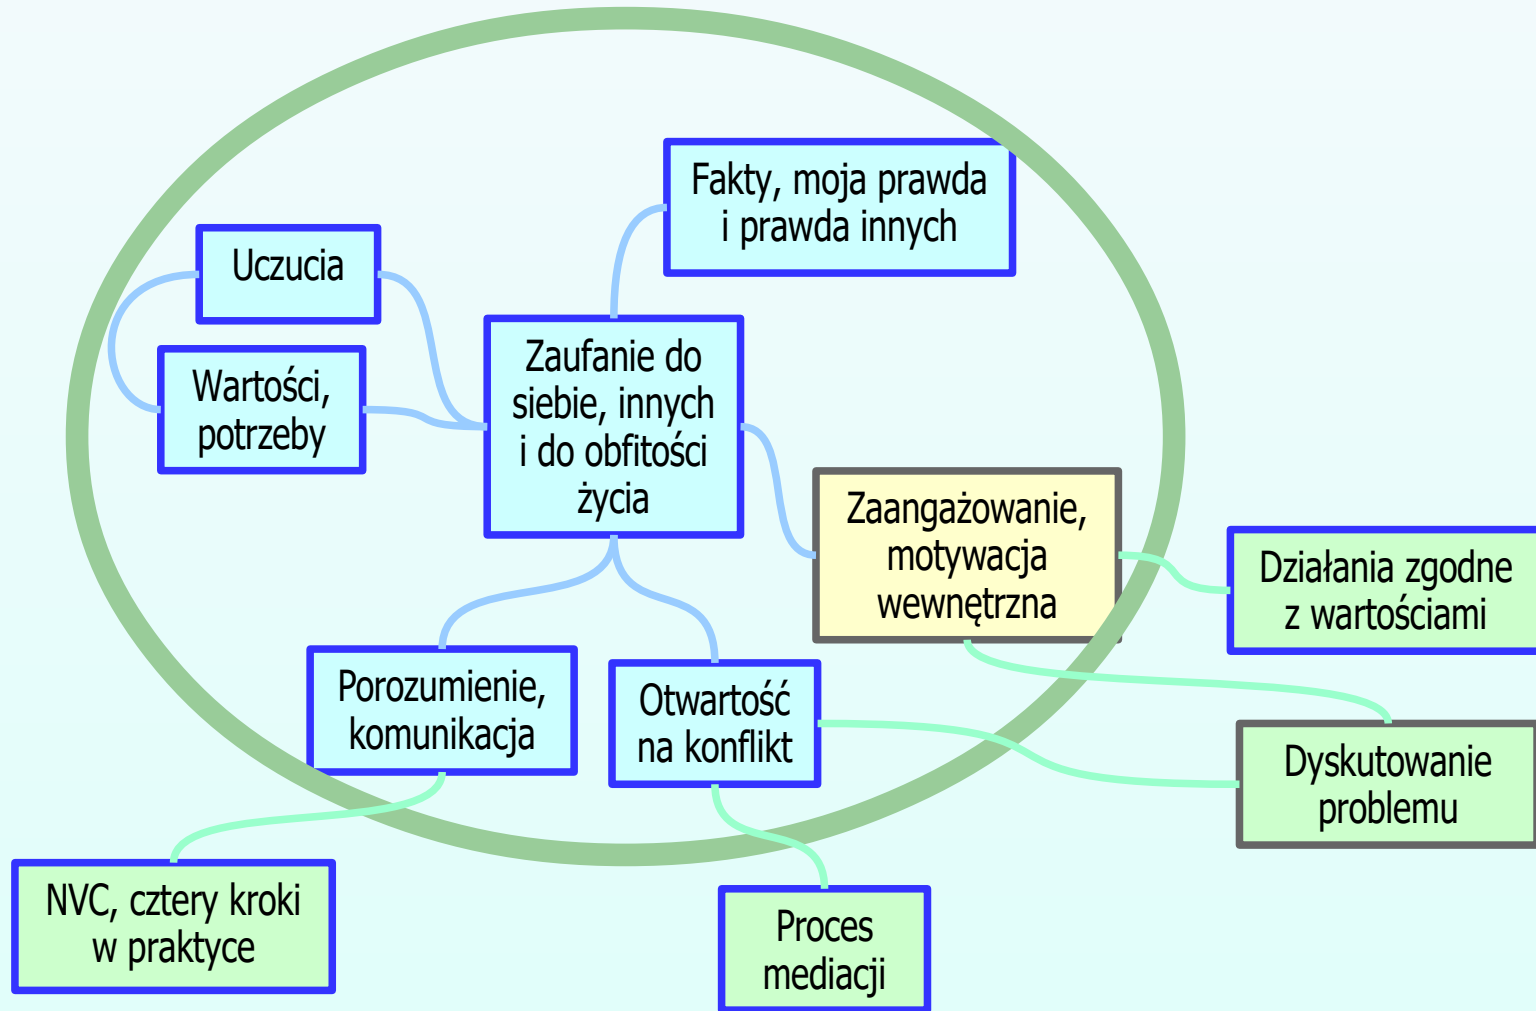 Fakty, moja prawda
i prawda innych
Uczucia
Wartości,
potrzeby
Zaufanie do
siebie, innych
i do obfitości
życia
Zaangażowanie,
motywacja
wewnętrzna
Działania zgodne
z wartościami
Porozumienie,
komunikacja
Otwartość
na konflikt
Dyskutowanie
problemu
NVC, cztery kroki
w praktyce
Proces
mediacji